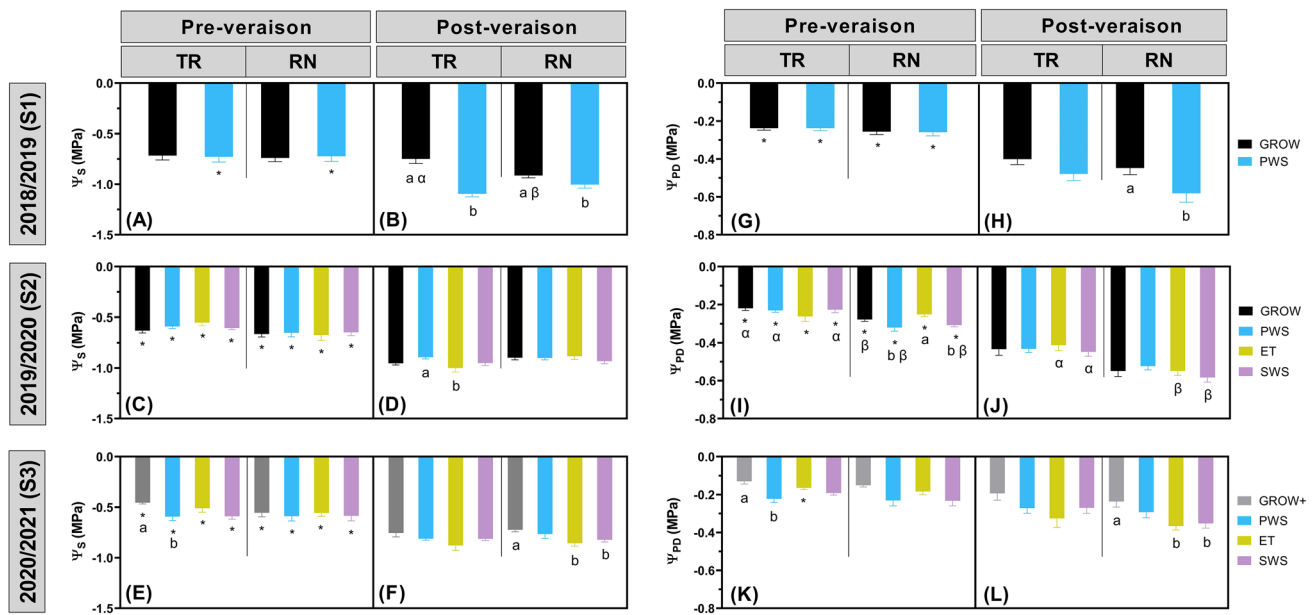 Pre-veraison Post-veraison Pre-veraison Post-veraison
TR RN TR RN TR RN TR RN
2018/2019 (S1)
ΨS (MPa)
0.0
-0.5
-1.0
-1.5
* *
(A)
a α b a β b
(B)
ΨPD (MPa)
0.0
-0.2
-0.4
-0.6
-0.8
* * * *
(G)
a b
(H)
GROW
PWS
2019/2020 (S2)
ΨS (MPa)
0.0
-0.5
-1.0
-1.5
* * * * * * * *
(C)
a b
(D)
ΨPD (MPa)
0.0
-0.2
-0.4
-0.6
-0.8
* * * * * * * *
α α α β b β a b β
(I)
α α β β
(J)
GROW
PWS
ET
SWS
2020/2021 (S3)
ΨS (MPa)
0.0
-0.5
-1.0
-1.5
* * * * * * * *
a b
(E)
a b b
(F)
ΨPD (MPa)
0.0
-0.2
-0.4
-0.6
-0.8
a b *
(K)
a b b
(L)
GROW+
PWS
ET
SWS